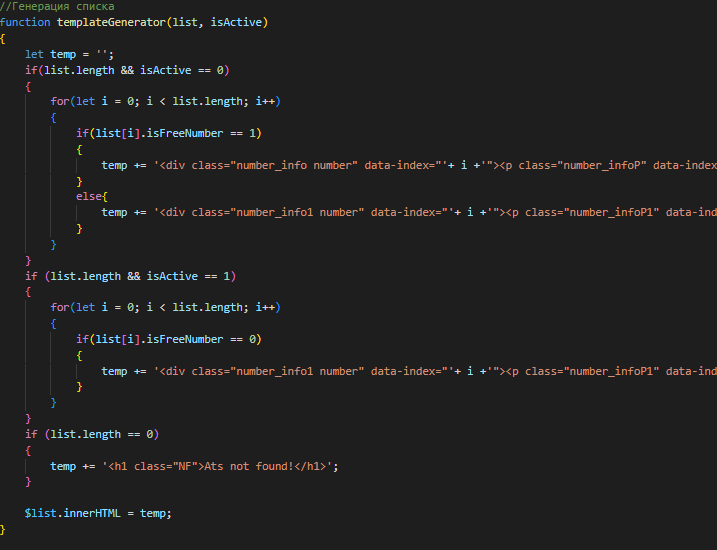 //Генерация списка
function templateGenerator(list, isActive)
{
let temp = '';
if(list.length && isActive == 0)
{
for(let i = 0; i < list.length; i++)
{
if(list[i].isFreeNumber == 1)
{
temp += '<div class="number_info number" data-index="'+ i +'"><p class="number_infoP" data-index
}
else{
temp += '<div class="number_info1 number" data-index="'+ i +'"><p class="number_infoP1" data-ind
}
}
}
if (list.length && isActive == 1)
{
for(let i = 0; i < list.length; i++)
{
if(list[i].isFreeNumber == 0)
{
temp += '<div class="number_info1 number" data-index="'+ i +'"><p class="number_infoP1" data-ind
}
}
}
if (list.length == 0)
{
temp += '<h1 class="NF">Ats not found!</h1>';
}
$list.innerHTML = temp;
}